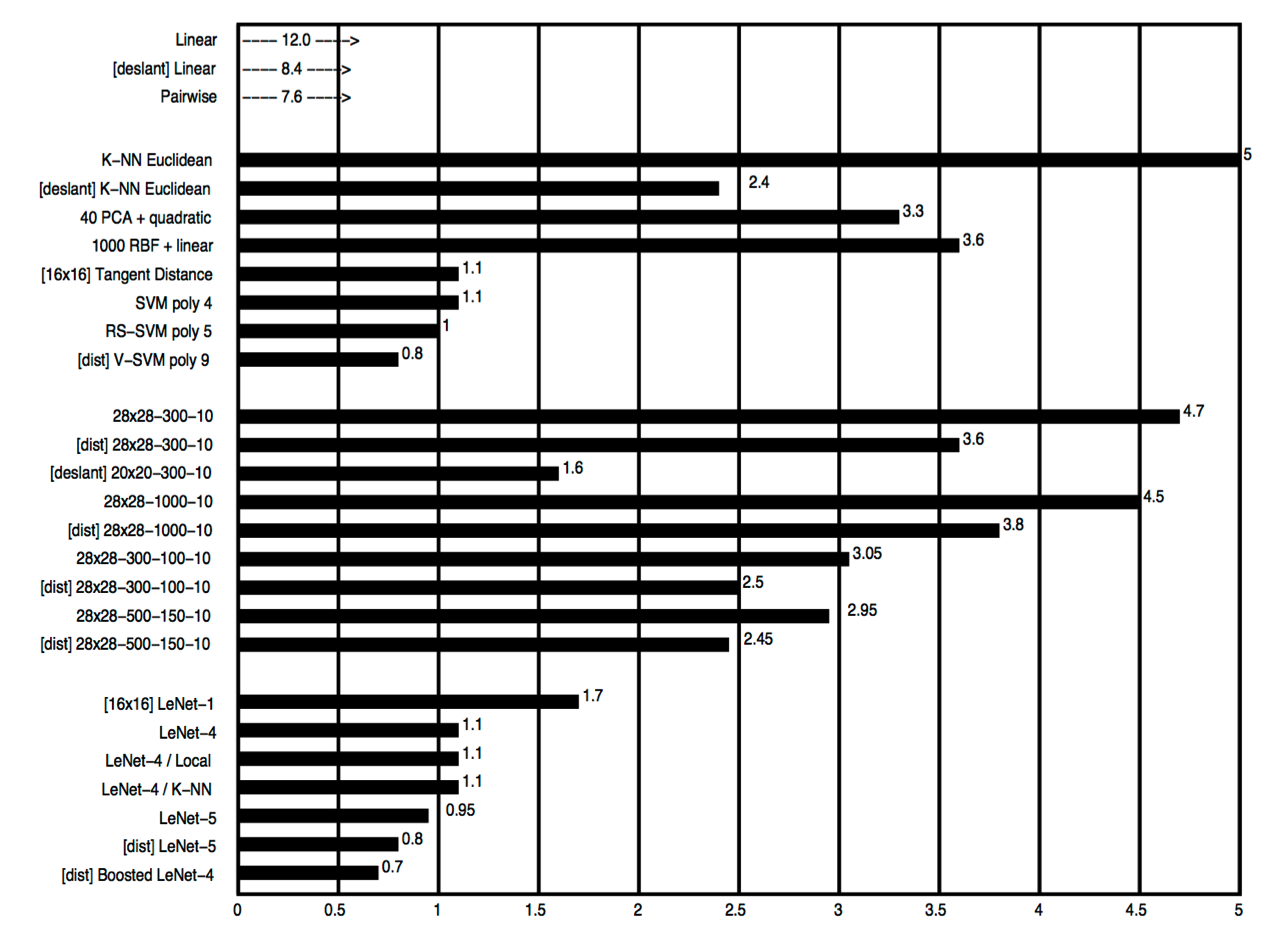 Linear ---- 12.0 ---->
[deslant] Linear ---- 8.4 ---->
Pairwise ---- 7.6 ---->
K−NN Euclidean 5
[deslant] K−NN Euclidean 2.4
40 PCA + quadratic 3.3
1000 RBF + linear 3.6
[16x16] Tangent Distance 1.1
SVM poly 4 1.1
RS−SVM poly 5 1
[dist] V−SVM poly 9 0.8
28x28−300−10 4.7
[dist] 28x28−300−10 3.6
[deslant] 20x20−300−10 1.6
28x28−1000−10 4.5
[dist] 28x28−1000−10 3.8
28x28−300−100−10 3.05
[dist] 28x28−300−100−10 2.5
28x28−500−150−10 2.95
[dist] 28x28−500−150−10 2.45
[16x16] LeNet−1 1.7
LeNet−4 1.1
LeNet−4 / Local 1.1
LeNet−4 / K−NN 1.1
LeNet−5 0.95
[dist] LeNet−5 0.8
[dist] Boosted LeNet−4 0.7
0 0.5 1 1.5 2 2.5 3 3.5 4 4.5 5